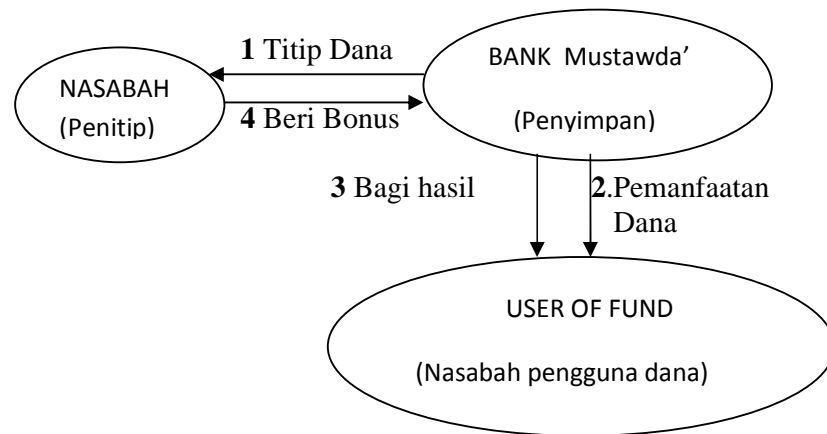 1 Titip Dana
NASABAH
(Penitip)
4 Beri Bonus
BANK Mustawda’
(Penyimpan)
3 Bagi hasil
2.Pemanfaatan
Dana
USER OF FUND
(Nasabah pengguna dana)